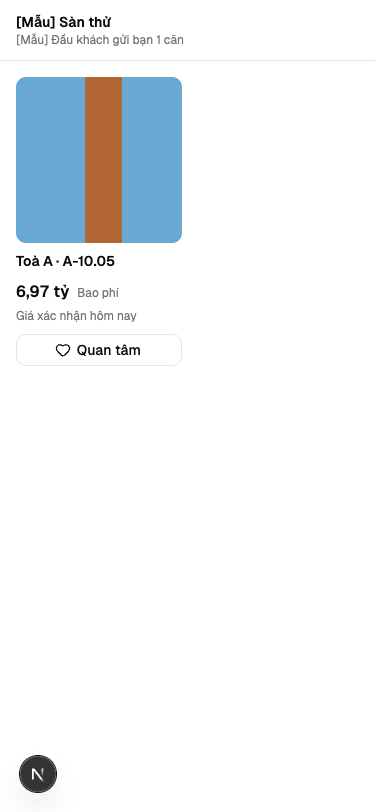 [Mẫu] Sàn thử
[Mẫu] Đầu khách gửi bạn 1 căn
Toà A · A-10.05
6,97 tỷ Bao phí
Giá xác nhận hôm nay
Quan tâm
N